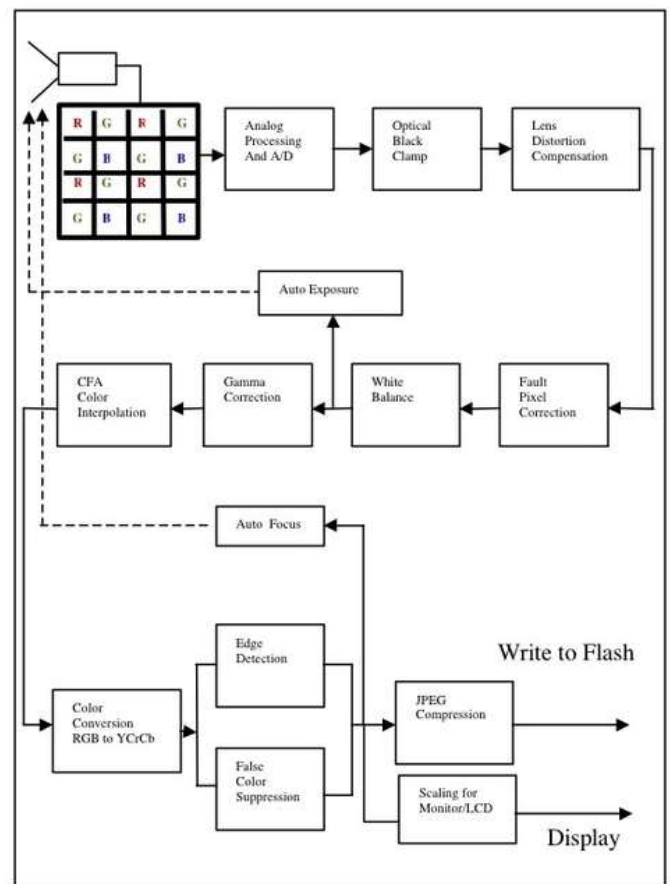 R G R G
G B G B
R G R G
G B G B
Analog
Processing
And A/D
Optical
Black
Clamp
Lens
Distortion
Compensation
Auto Exposure
CFA
Color
Interpolation
Gamma
Correction
White
Balance
Fault
Pixel
Correction
Auto Focus
Edge
Detection
Write to Flash
Color
Conversion
RGB to YCrCb
JPEG
Compression
False
Color
Suppression
Scaling for
Monitor/LCD
Display